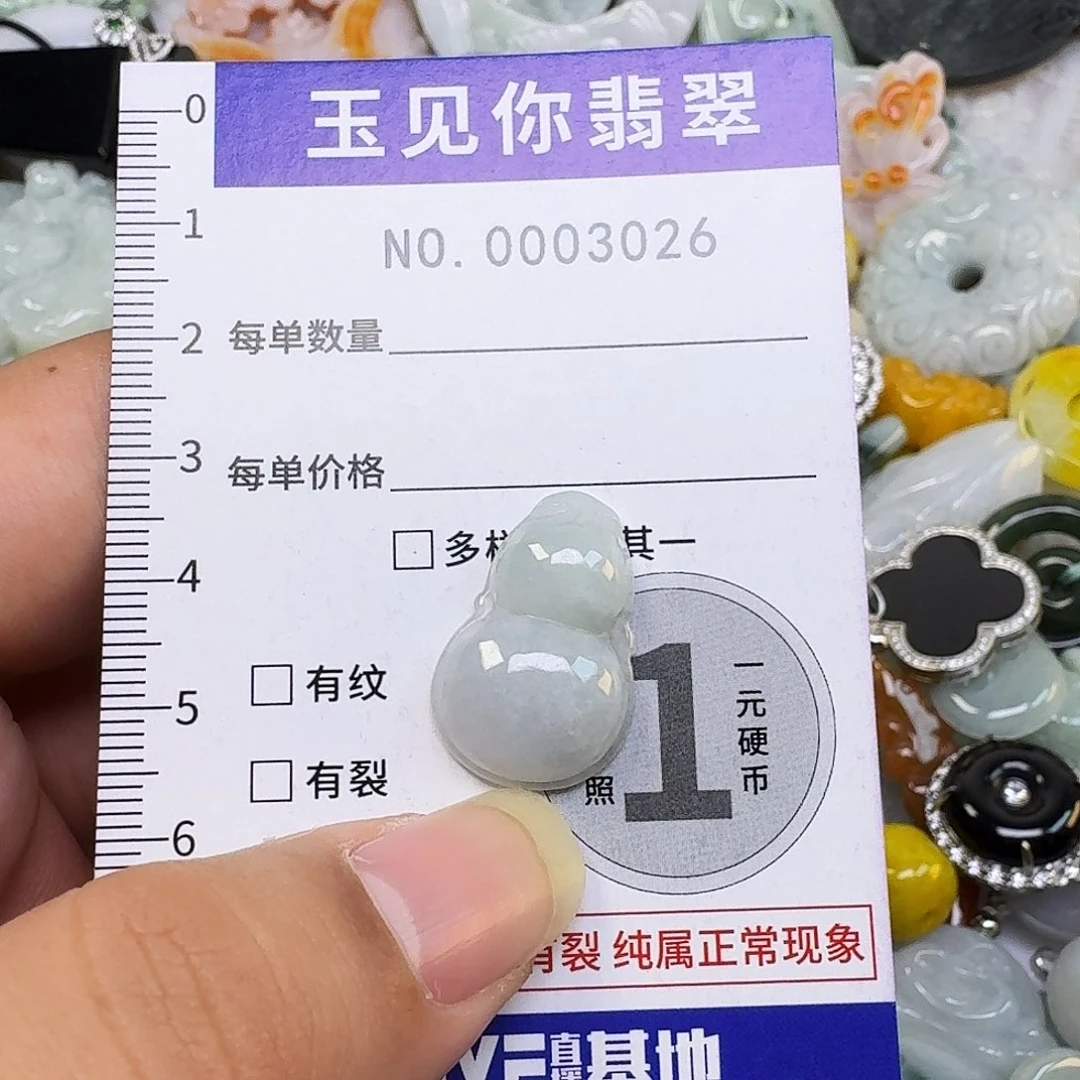 玉见你翡翠
NO.0003026
0
1
2
3
4
5
6
每单数量
每单价格
□多 其一
□有纹
□有裂
照
1
一元硬币
有裂 纯属正常现象
直播基地